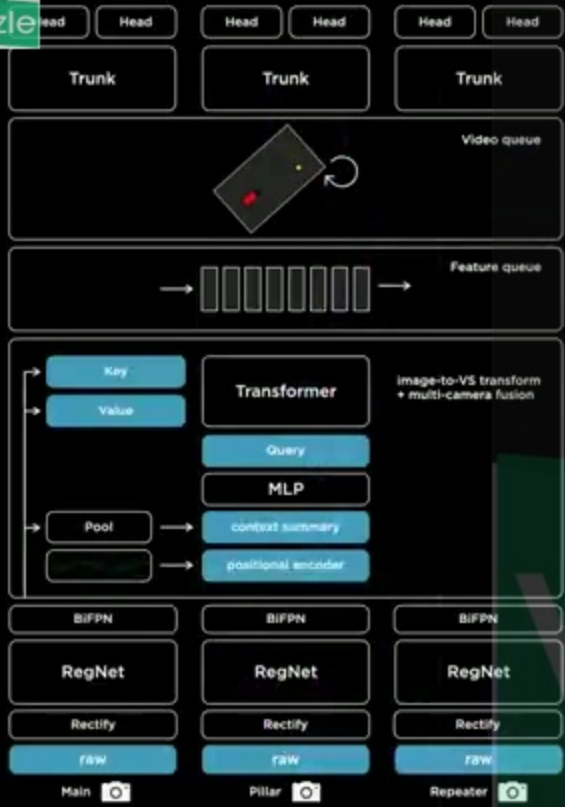 zle
ead
Head
Head
Head
Head
Head
Trunk
Trunk
Trunk
Video queue
Feature queue
Key
Value
Transformer
image-to-VS transform
+ multi-camera fusion
Query
MLP
Pool
context summary
positional encoder
BiFPN
BiFPN
BiFPN
RegNet
RegNet
RegNet
Rectify
Rectify
Rectify
raw
raw
raw
Main
Pillar
Repeater